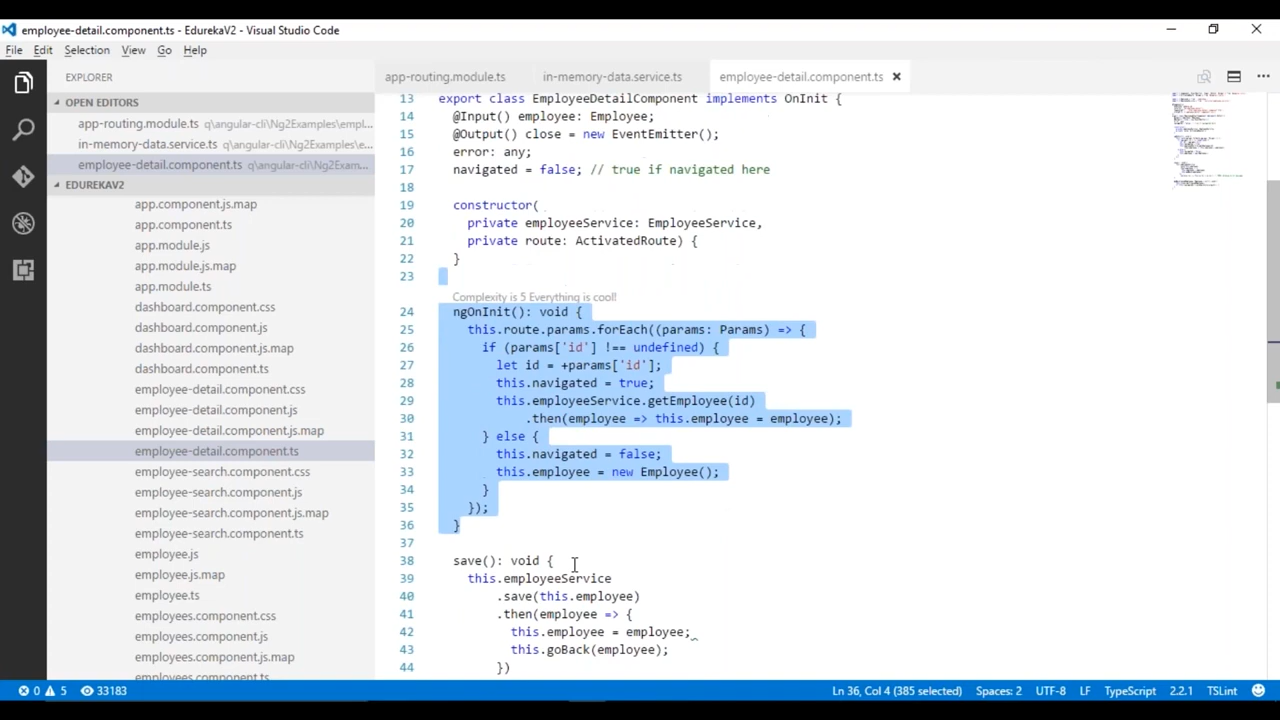 employee-detail.component.ts - EdurekaV2 - Visual Studio Code
File Edit Selection View Go Help
EXPLORER
app-routing.module.ts in-memory-data.service.ts employee-detail.component.ts
OPEN EDITORS
app-routing.module.ts q:\angular-cli\Ng2Examples\empl...
in-memory-data.service.ts q:\angular-cli\Ng2Examples\e...
employee-detail.component.ts q:\angular-cli\Ng2Exam...
EDUREKAV2
app.component.js.map
app.component.ts
app.module.js
app.module.js.map
app.module.ts
dashboard.component.css
dashboard.component.js
dashboard.component.js.map
dashboard.component.ts
employee-detail.component.css
employee-detail.component.js
employee-detail.component.js.map
employee-detail.component.ts
employee-search.component.css
employee-search.component.js
employee-search.component.js.map
employee-search.component.ts
employee.js
employee.js.map
employee.ts
employees.component.css
employees.component.js
employees.component.js.map
employees.component.ts
13 export class EmployeeDetailComponent implements OnInit {
14 @Input() employee: Employee;
15 @Output() close = new EventEmitter();
16 error: any;
17 navigated = false; // true if navigated here
18
19 constructor(
20 private employeeService: EmployeeService,
21 private route: ActivatedRoute) {
22 }
23
Complexity is 5 Everything is cool!
24 ngOnInit(): void {
25 this.route.params.forEach((params: Params) => {
26 if (params['id'] !== undefined) {
27 let id = +params['id'];
28 this.navigated = true;
29 this.employeeService.getEmployee(id)
30 .then(employee => this.employee = employee);
31 } else {
32 this.navigated = false;
33 this.employee = new Employee();
34 }
35 });
36 }
37
38 save(): void {
39 this.employeeService
40 .save(this.employee)
41 .then(employee => {
42 this.employee = employee;
43 this.goBack(employee);
44 })
0 5 33183 Ln 36, Col 4 (385 selected) Spaces: 2 UTF-8 LF TypeScript 2.2.1 TSLint